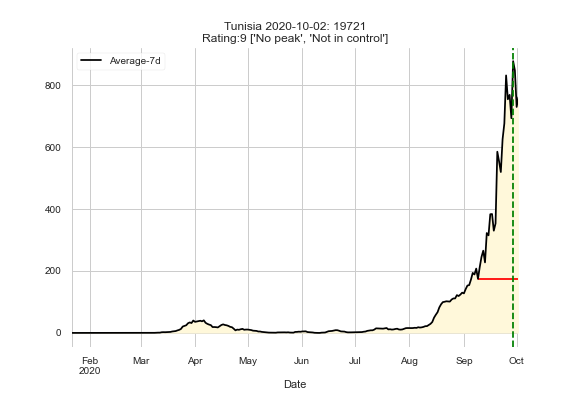 Tunisia 2020-10-02: 19721
Rating:9 ['No peak', 'Not in control']
Average-7d
800
600
400
200
0
Feb Mar Apr May Jun Jul Aug Sep Oct
2020
Date